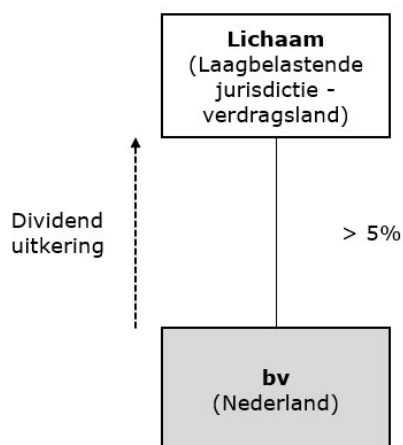 Lichaam
(Laagbelastende
jurisdictie -
verdragsland)
Dividend
uitkering
> 5%
bv
(Nederland)